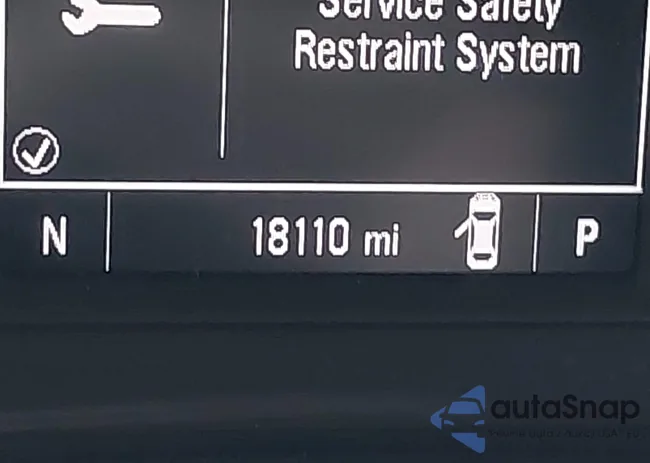 Service Safety
Restraint System
N
18110 mi
P
autaSnap